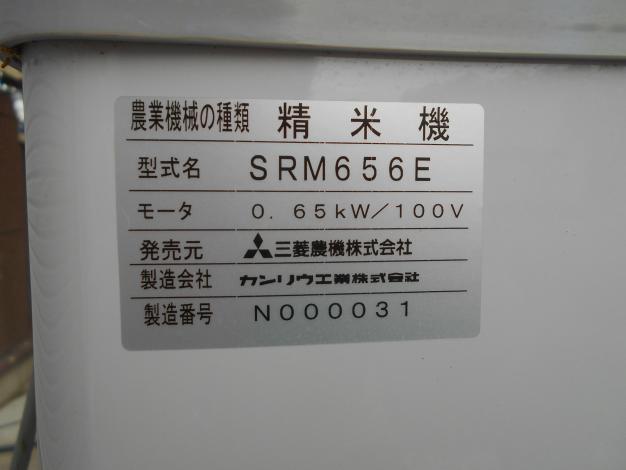 農業機械の種類 精米機
型式名 SRM656E
モータ 0.65kW/100V
発売元 三菱農機株式会社
製造会社 カンリウ工業株式会社
製造番号 N000031